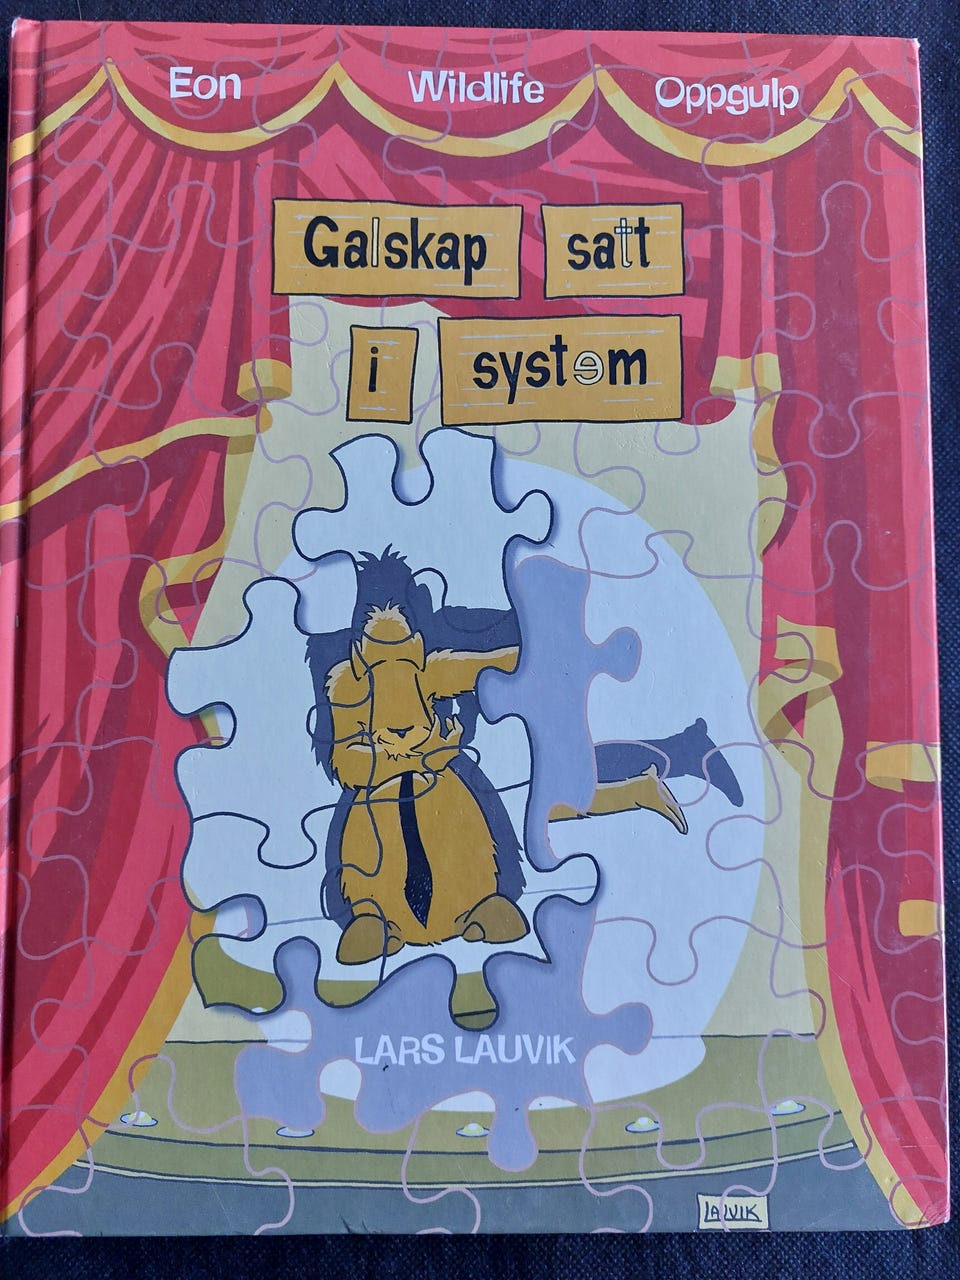 Eon Wildlife Oppgulp
Galskap satt
i system
LARS LAUVIK
LAUVIK